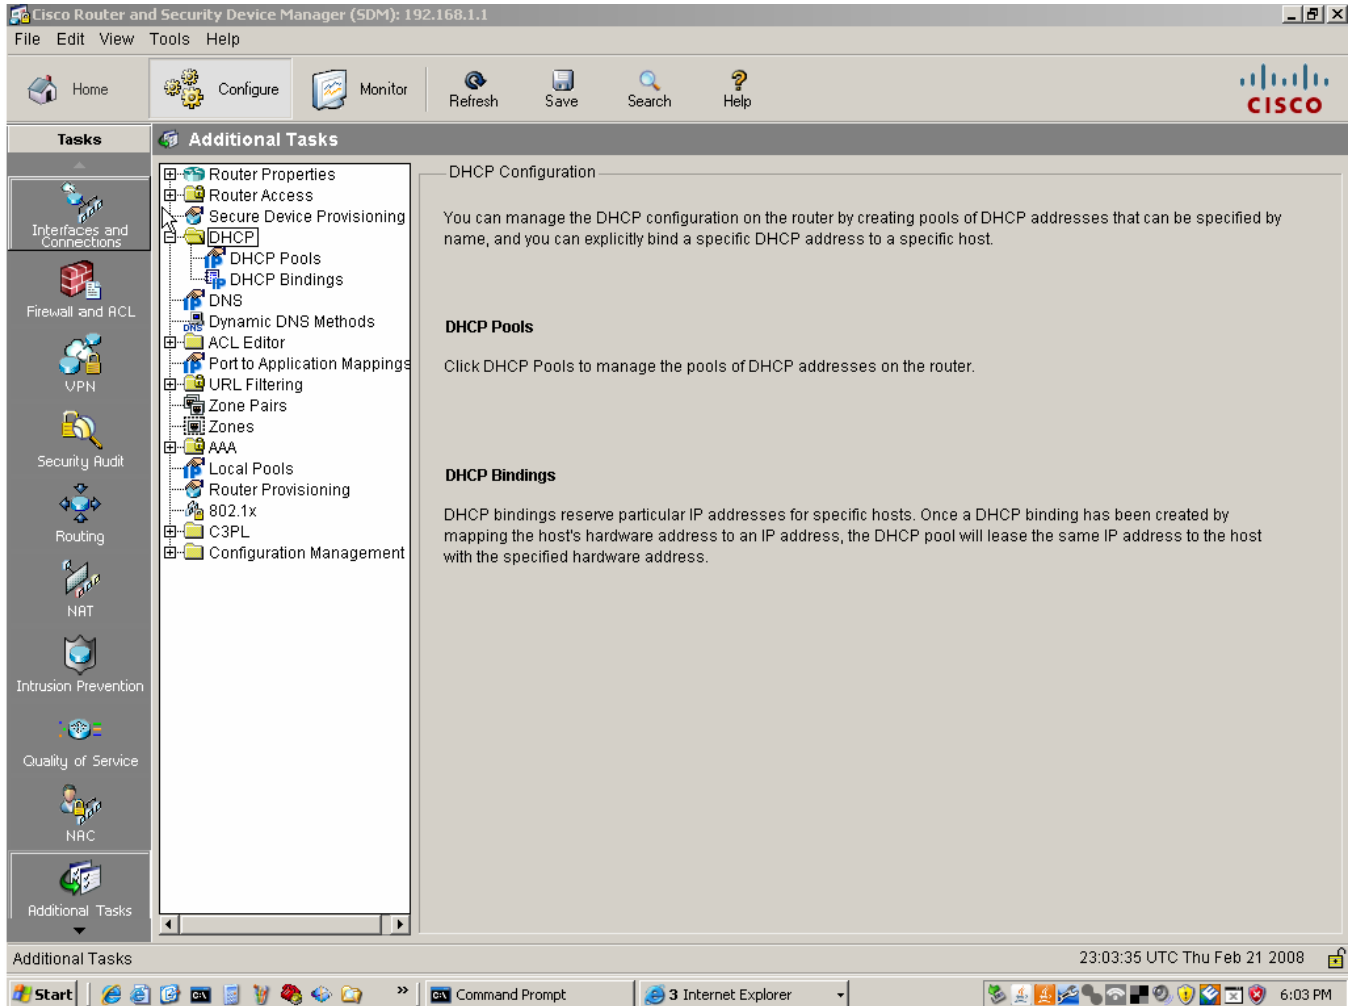 Cisco Router and Security Device Manager (SDM): 192.168.1.1
File Edit View Tools Help
Home Configure Monitor Refresh Save Search Help
CISCO
Tasks
Additional Tasks
Interfaces and
Connections
Firewall and ACL
VPN
Security Audit
Routing
NAT
Intrusion Prevention
Quality of Service
NAC
Additional Tasks
Router Properties
Router Access
Secure Device Provisioning
DHCP
DHCP Pools
DHCP Bindings
DNS
Dynamic DNS Methods
ACL Editor
Port to Application Mappings
URL Filtering
Zone Pairs
Zones
AAA
Local Pools
Router Provisioning
802.1x
C3PL
Configuration Management
DHCP Configuration
You can manage the DHCP configuration on the router by creating pools of DHCP addresses that can be specified by
name, and you can explicitly bind a specific DHCP address to a specific host.
DHCP Pools
Click DHCP Pools to manage the pools of DHCP addresses on the router.
DHCP Bindings
DHCP bindings reserve particular IP addresses for specific hosts. Once a DHCP binding has been created by
mapping the host's hardware address to an IP address, the DHCP pool will lease the same IP address to the host
with the specified hardware address.
Additional Tasks
23:03:35 UTC Thu Feb 21 2008
Start
»
Command Prompt
3 Internet Explorer
6:03 PM